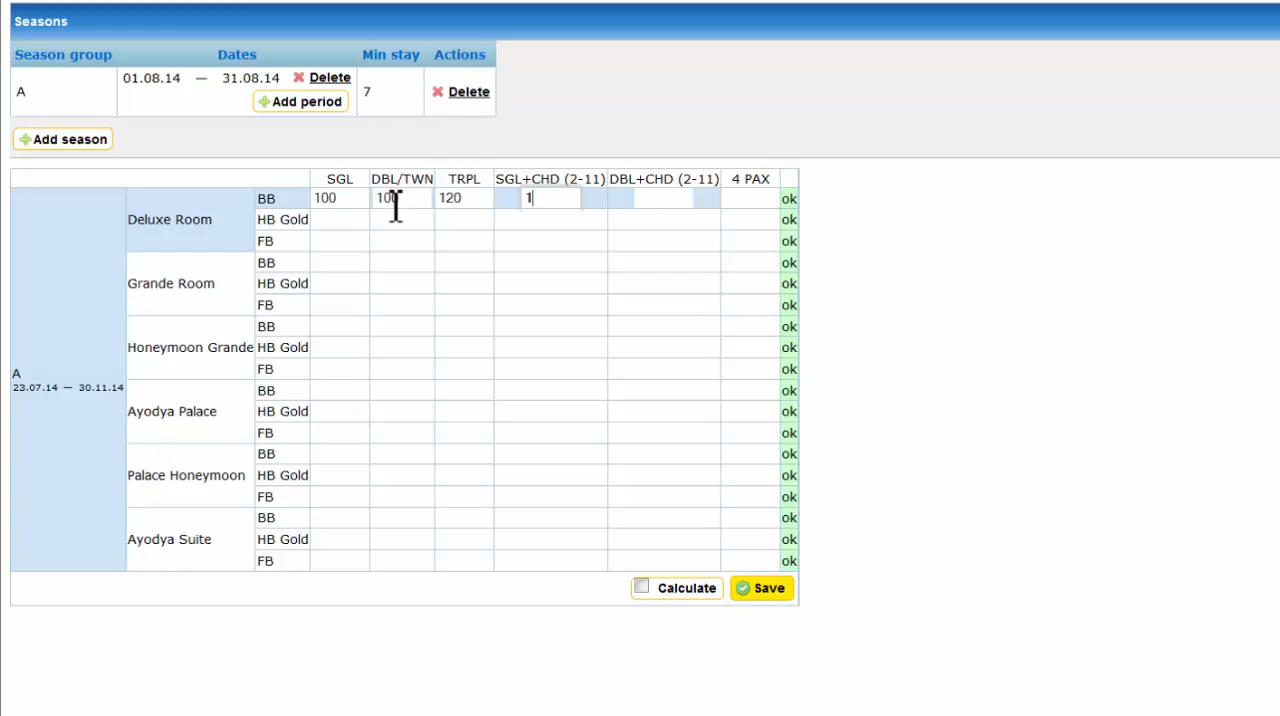 Seasons
Season group Dates Min stay Actions
A 01.08.14 — 31.08.14 Delete 7 Delete
Add period
Add season
SGL DBL/TWN TRPL SGL+CHD (2-11) DBL+CHD (2-11) 4 PAX
BB 100 100 120 1 ok
Deluxe Room HB Gold ok
FB ok
BB ok
Grande Room HB Gold ok
FB ok
BB ok
Honeymoon Grande HB Gold ok
FB ok
A
23.07.14 — 30.11.14
BB ok
Ayodya Palace HB Gold ok
FB ok
BB ok
Palace Honeymoon HB Gold ok
FB ok
BB ok
Ayodya Suite HB Gold ok
FB ok
Calculate Save